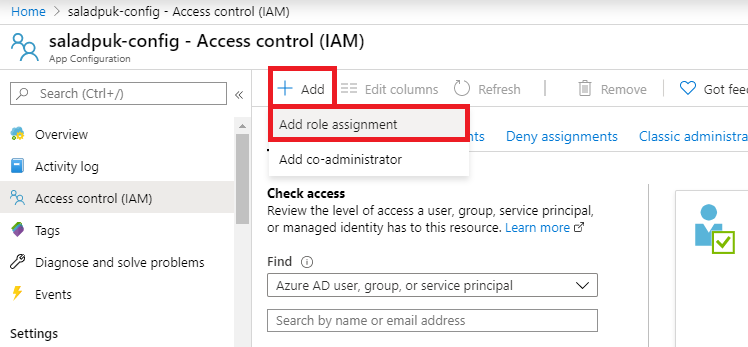 Home > saladpuk-config - Access control (IAM)
saladpuk-config - Access control (IAM)
App Configuration
Search (Ctrl+/)
«
Add
Edit columns
Refresh
Remove
Got
Overview
Activity log
Access control (IAM)
Tags
Diagnose and solve problems
Events
Settings
Add role assignment
Add co-administrator
Deny assignments
Classic
Check access
Review the level of access a user, group, service principal,
or managed identity has to this resource. Learn more
Find
Azure AD user, group, or service principal
Search by name or email address